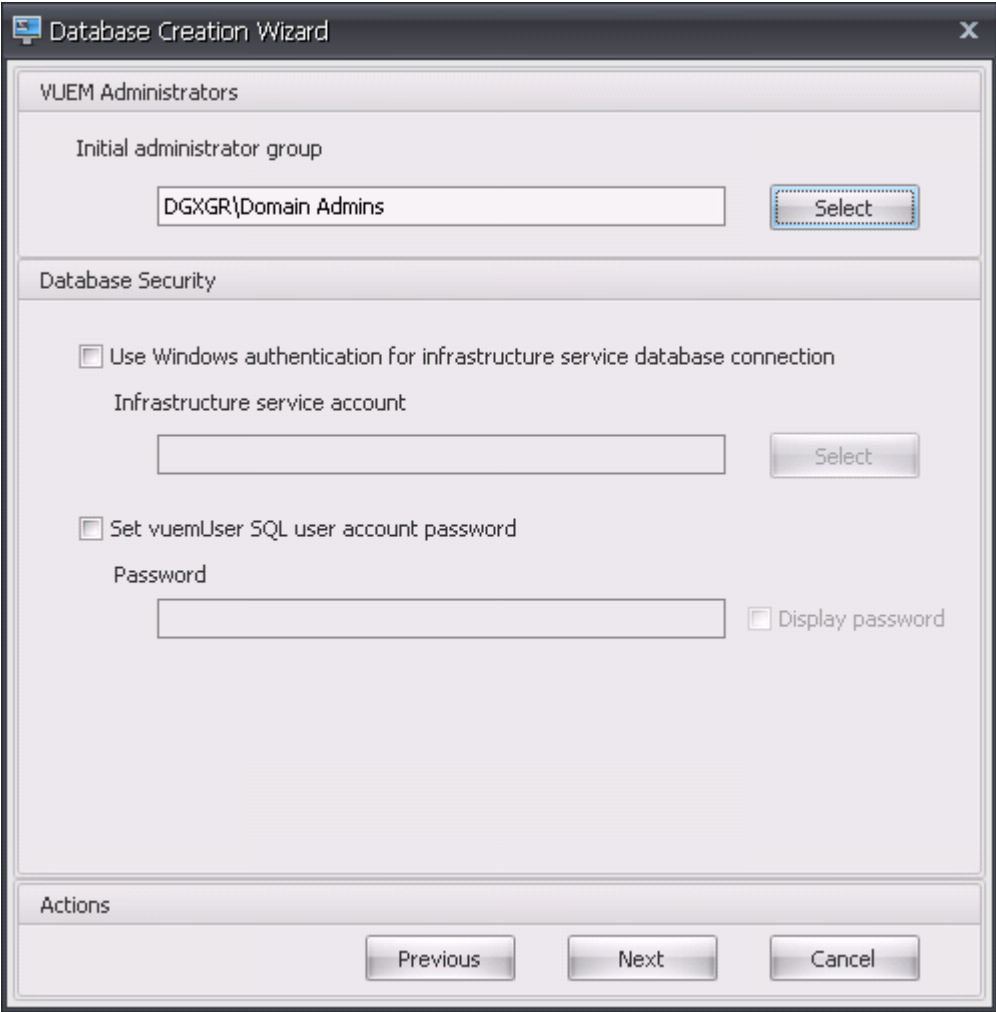 Database Creation Wizard
x
VUEM Administrators
Initial administrator group
DGXGR\Domain Admins
Select
Database Security
Use Windows authentication for infrastructure service database connection
Infrastructure service account
Select
Set vuemUser SQL user account password
Password
Display password
Actions
Previous Next Cancel